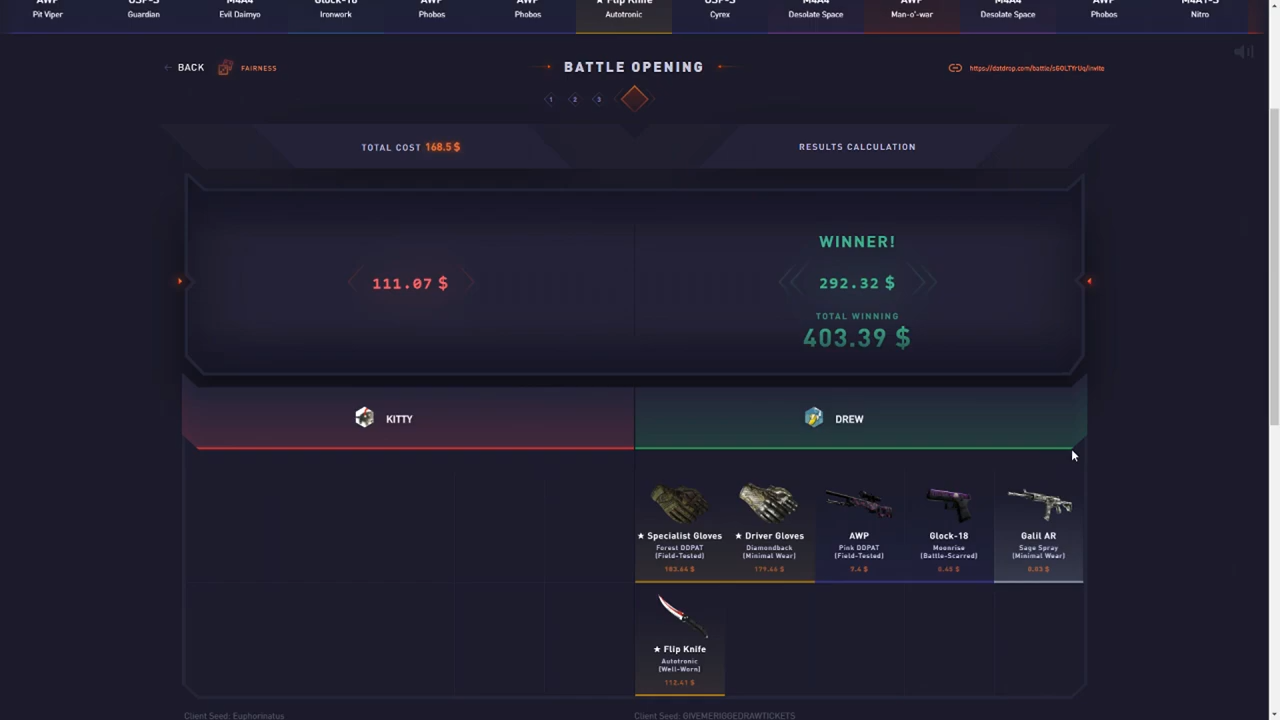 AWP USP-S M4A4 Glock-18 AWP AWP ★ Flip Knife USP-S M4A4 AWP M4A4 AWP M4A1-S
Pit Viper Guardian Evil Daimyo Ironwork Phobos Phobos Autotronic Cyrex Desolate Space Man-o'-war Desolate Space Phobos Nitro
← BACK FAIRNESS BATTLE OPENING
1 2 3
TOTAL COST 168.5 $ RESULTS CALCULATION
WINNER!
111.07 $ 292.32 $
TOTAL WINNING
403.39 $
KITTY DREW
★ Specialist Gloves ★ Driver Gloves AWP Glock-18 Galil AR
Forest DDPAT Diamondback Pink DDPAT Moonrise Sage Spray
(Field-Tested) (Minimal Wear) (Field-Tested) (Battle-Scarred) (Minimal Wear)
7.4 $
★ Flip Knife
Autotronic
(Well-Worn)
112.41 $
Client Seed: Euphorinatus Client Seed: GIVEMERIGGEDRAWTICKETS